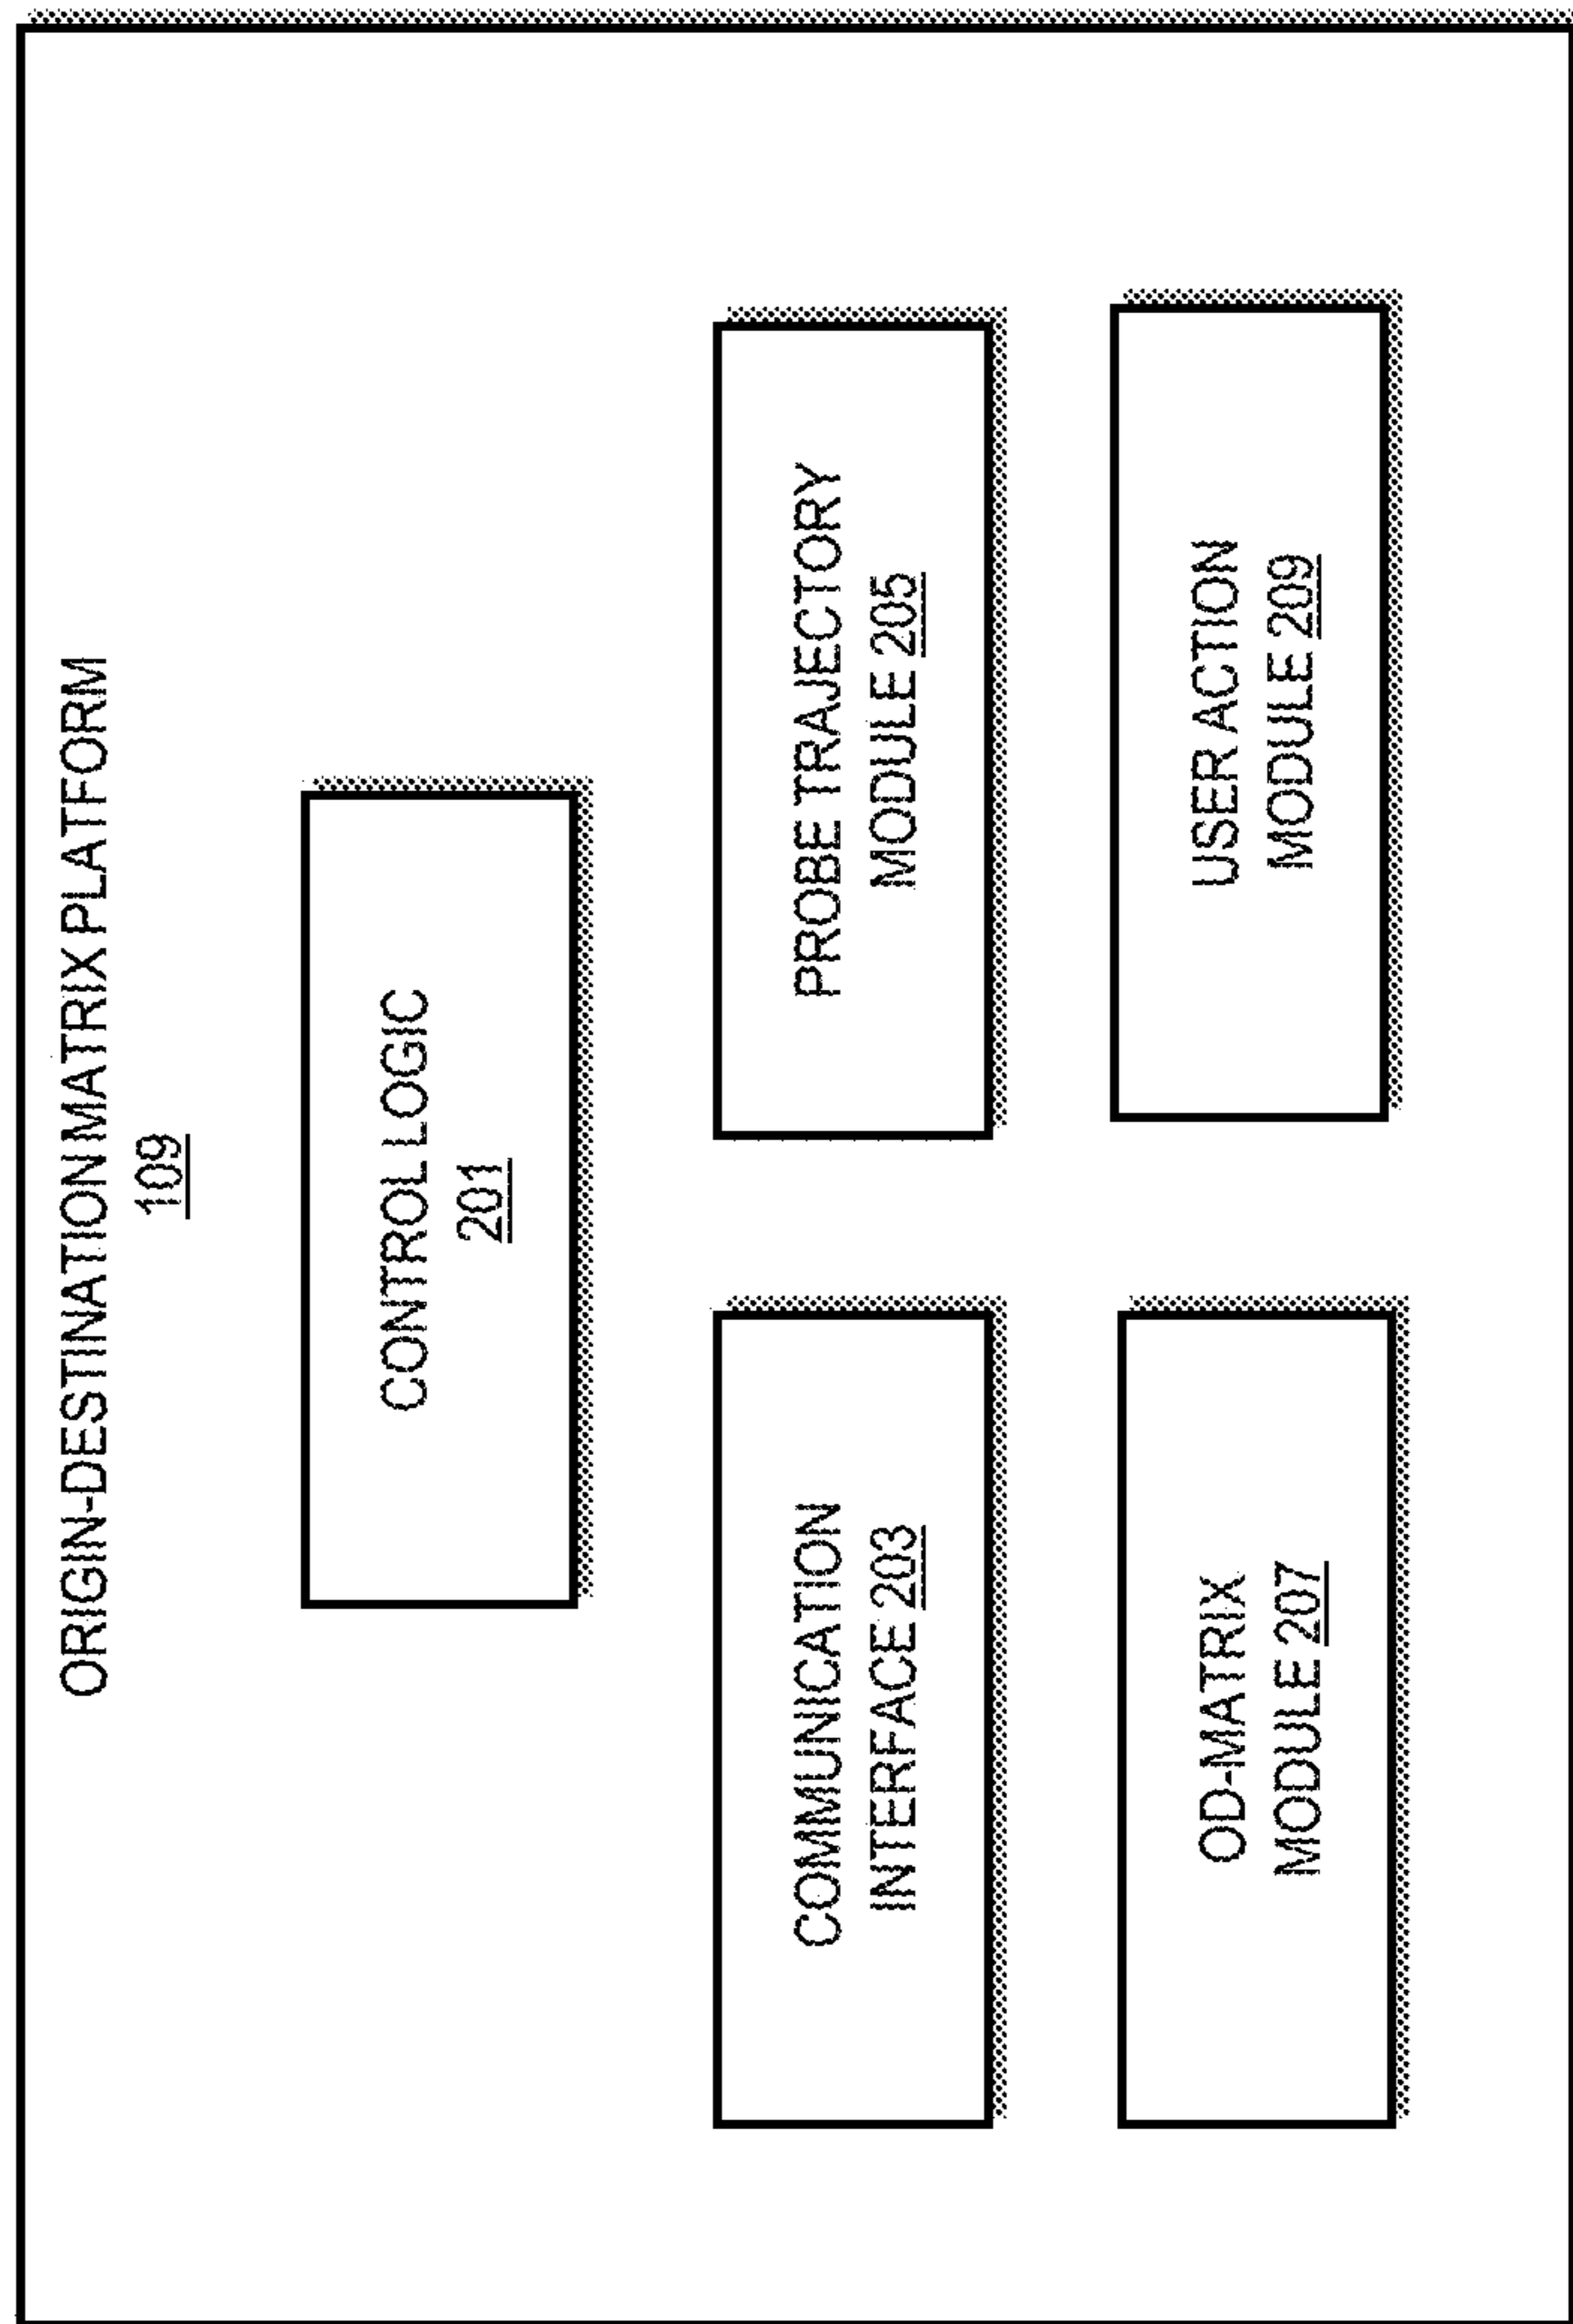 ORIGIN-DESTINATION MATRIX PLATFORM
109
CONTROL LOGIC
201
COMMUNICATION
INTERFACE 203
PROBE TRAJECTORY
MODULE 205
OD-MATRIX
MODULE 207
USER ACTION
MODULE 209